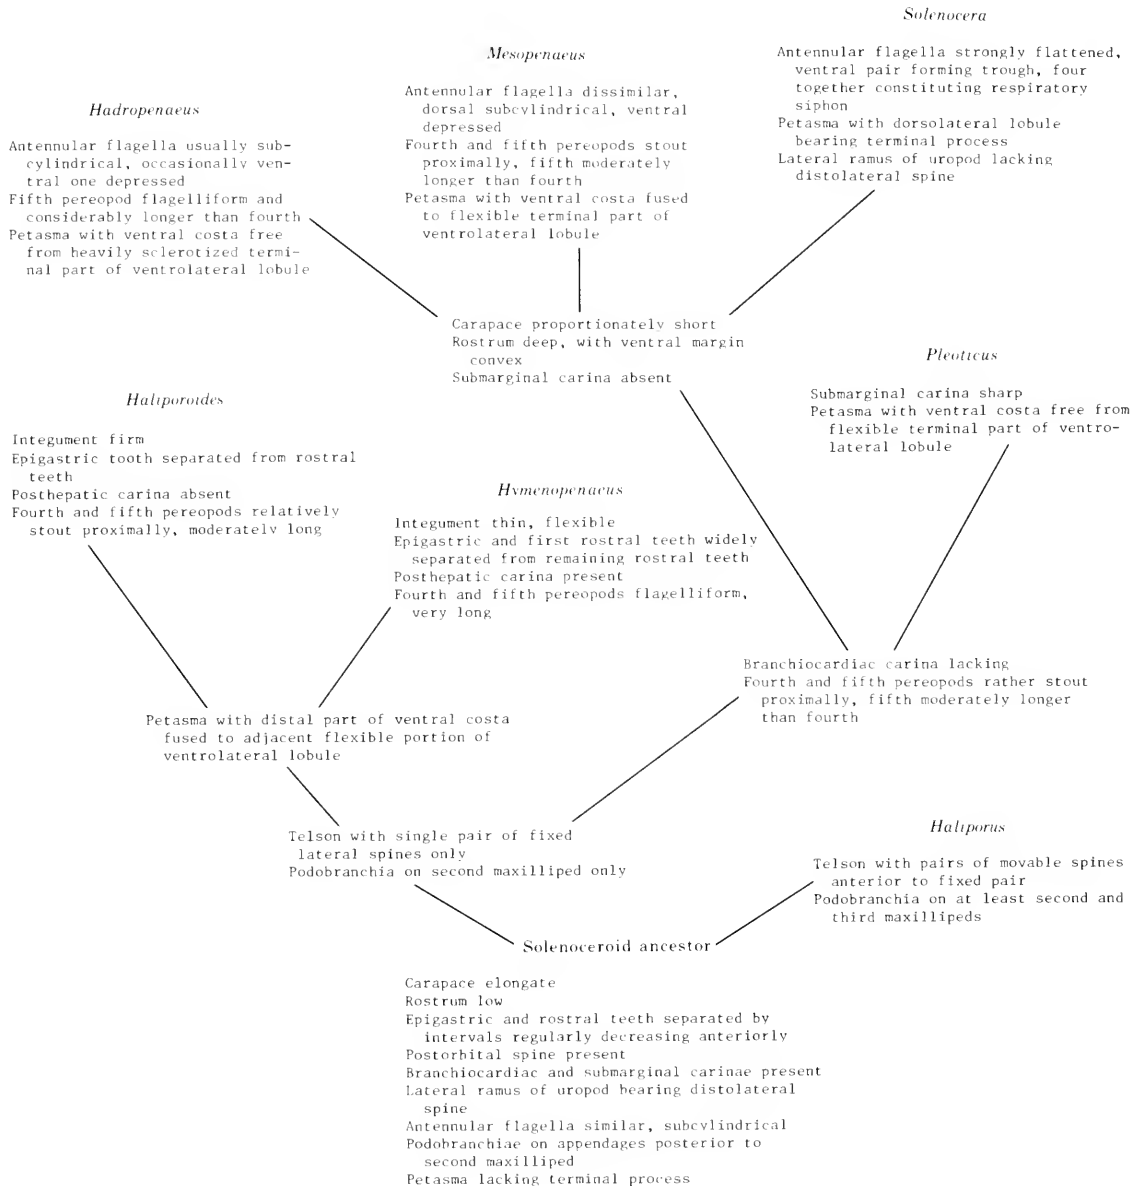 Solenocera
Antennular flagella strongly flattened,
ventral pair forming trough, four
together constituting respiratory
siphon
Petasma with dorsolateral lobule
bearing terminal process
Lateral ramus of uropod lacking
distolateral spine
Mesopenaeus
Antennular flagella dissimilar,
dorsal subcylindrical, ventral
depressed
Fourth and fifth pereopods stout
proximally, fifth moderately
longer than fourth
Petasma with ventral costa fused
to flexible terminal part of
ventrolateral lobule
Hadropenaeus
Antennular flagella usually sub-
cylindrical, occasionally ven-
tral one depressed
Fifth pereopod flagelliform and
considerably longer than fourth
Petasma with ventral costa free
from heavily sclerotized termi-
nal part of ventrolateral lobule
Carapace proportionately short
Rostrum deep, with ventral margin
convex
Submarginal carina absent
Pleoticus
Submarginal carina sharp
Petasma with ventral costa free from
flexible terminal part of ventro-
lateral lobule
Haliporoides
Integument firm
Epigastric tooth separated from rostral
teeth
Posthepatic carina absent
Fourth and fifth pereopods relatively
stout proximally, moderately long
Hymenopenaeus
Integument thin, flexible
Epigastric and first rostral teeth widely
separated from remaining rostral teeth
Posthepatic carina present
Fourth and fifth pereopods flagelliform,
very long
Branchiocardiac carina lacking
Fourth and fifth pereopods rather stout
proximally, fifth moderately longer
than fourth
Petasma with distal part of ventral costa
fused to adjacent flexible portion of
ventrolateral lobule
Telson with single pair of fixed
lateral spines only
Podobranchia on second maxilliped only
Haliporus
Telson with pairs of movable spines
anterior to fixed pair
Podobranchia on at least second and
third maxillipeds
Solenoceroid ancestor
Carapace elongate
Rostrum low
Epigastric and rostral teeth separated by
intervals regularly decreasing anteriorly
Postorbital spine present
Branchiocardiac and submarginal carinae present
Lateral ramus of uropod bearing distolateral
spine
Antennular flagella similar, subcylindrical
Podobranchiae on appendages posterior to
second maxilliped
Petasma lacking terminal process